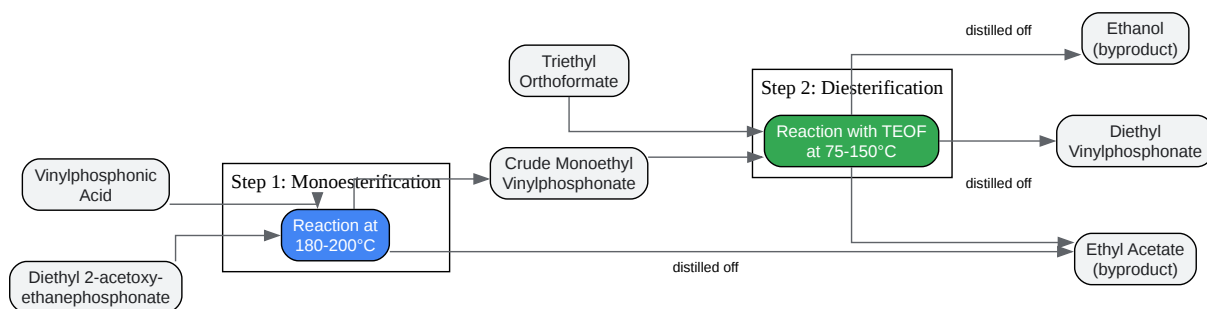 distilled off
Ethanol
(byproduct)
Triethyl
Orthoformate
Step 2: Diesterification
Reaction with TEOF
at 75-150°C
Diethyl
Vinylphosphonate
Crude Monoethyl
Vinylphosphonate
Vinylphosphonic
Acid
Step 1: Monoesterification
distilled off
Reaction at
180-200°C
Ethyl Acetate
(byproduct)
distilled off
Diethyl 2-acetoxy-
ethanephosphonate